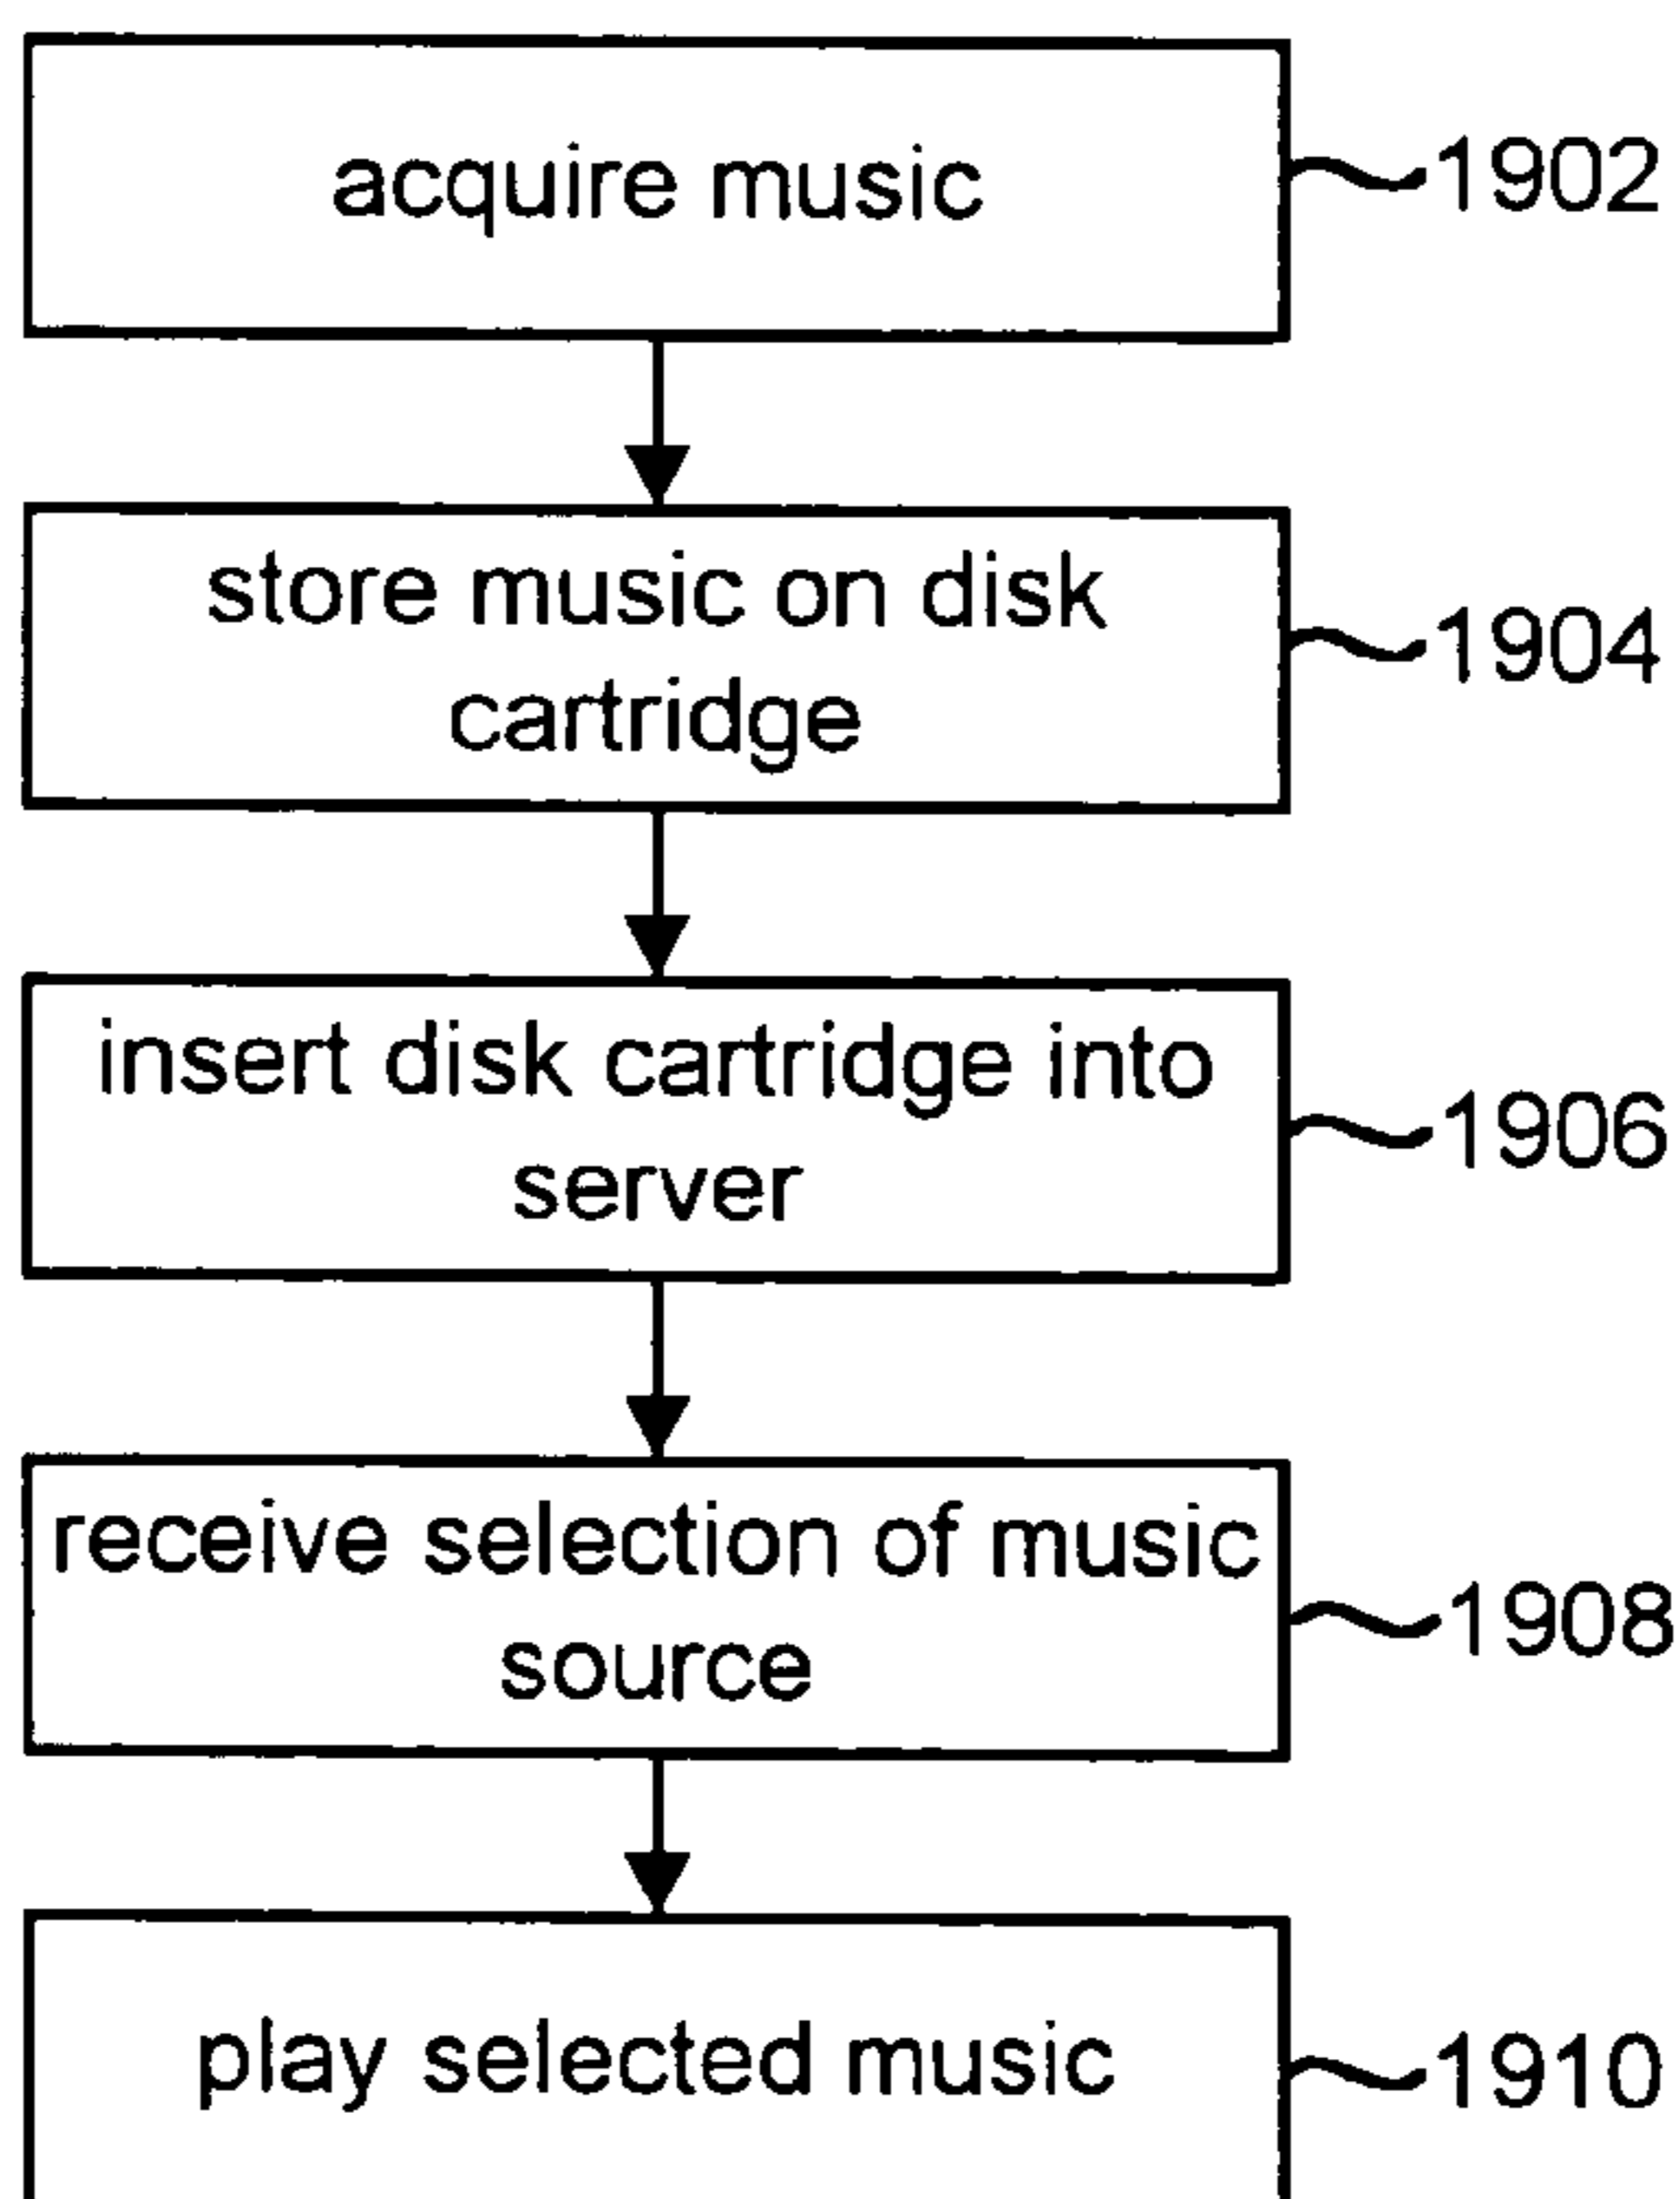 acquire music
1902
store music on disk
cartridge
1904
insert disk cartridge into
server
1906
receive selection of music
source
1908
play selected music
1910